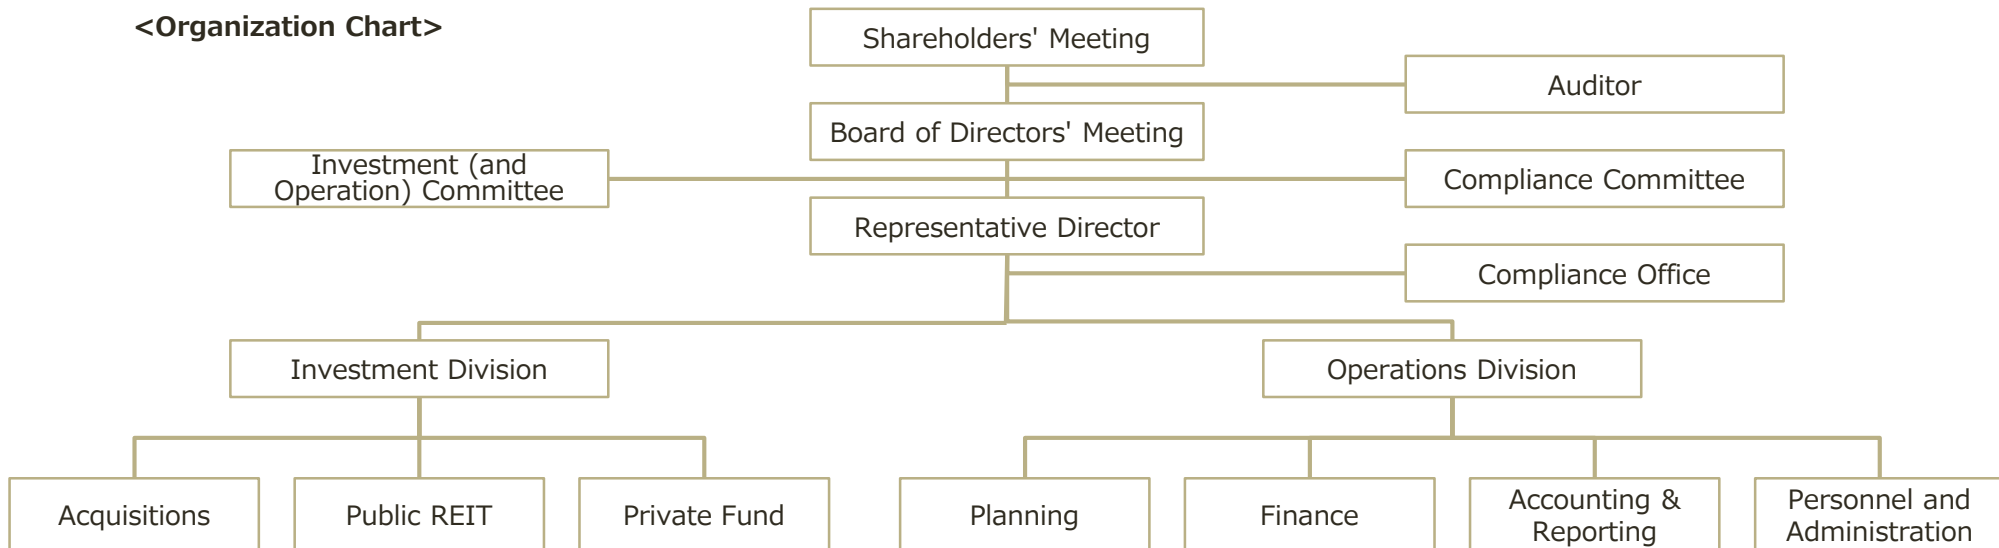 <Organization Chart>
Shareholders' Meeting
Auditor
Board of Directors' Meeting
Investment (and
Operation) Committee
Compliance Committee
Representative Director
Compliance Office
Investment Division
Operations Division
Acquisitions
Public REIT
Private Fund
Planning
Finance
Accounting &
Reporting
Personnel and
Administration